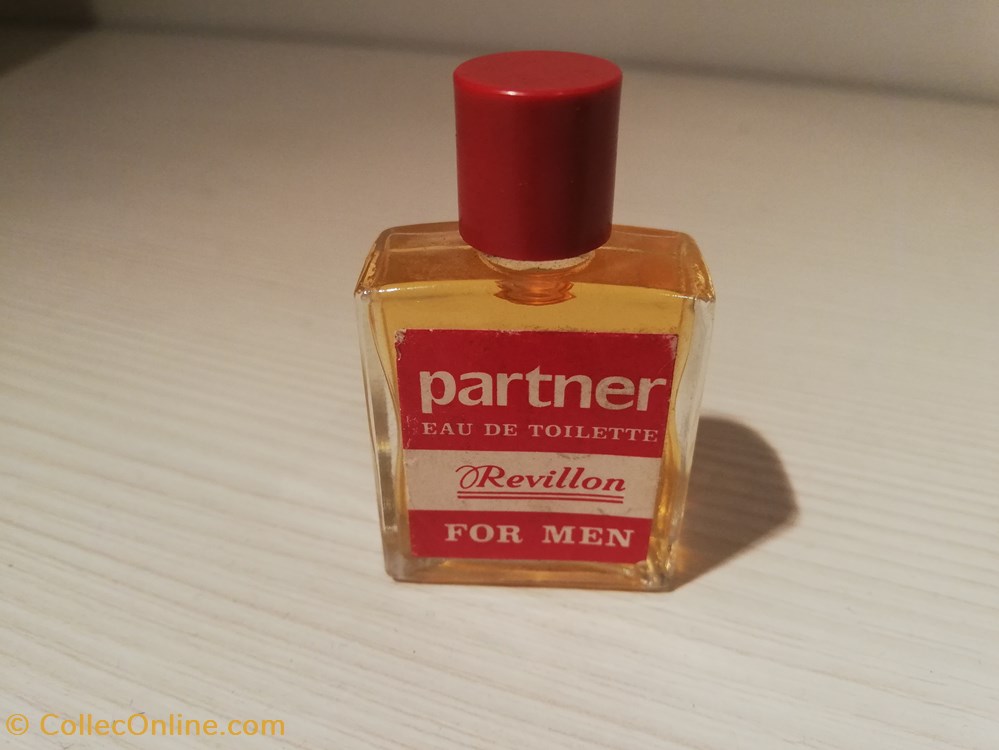 partner
EAU DE TOILETTE
Revillon
FOR MEN
© CollecOnline.com